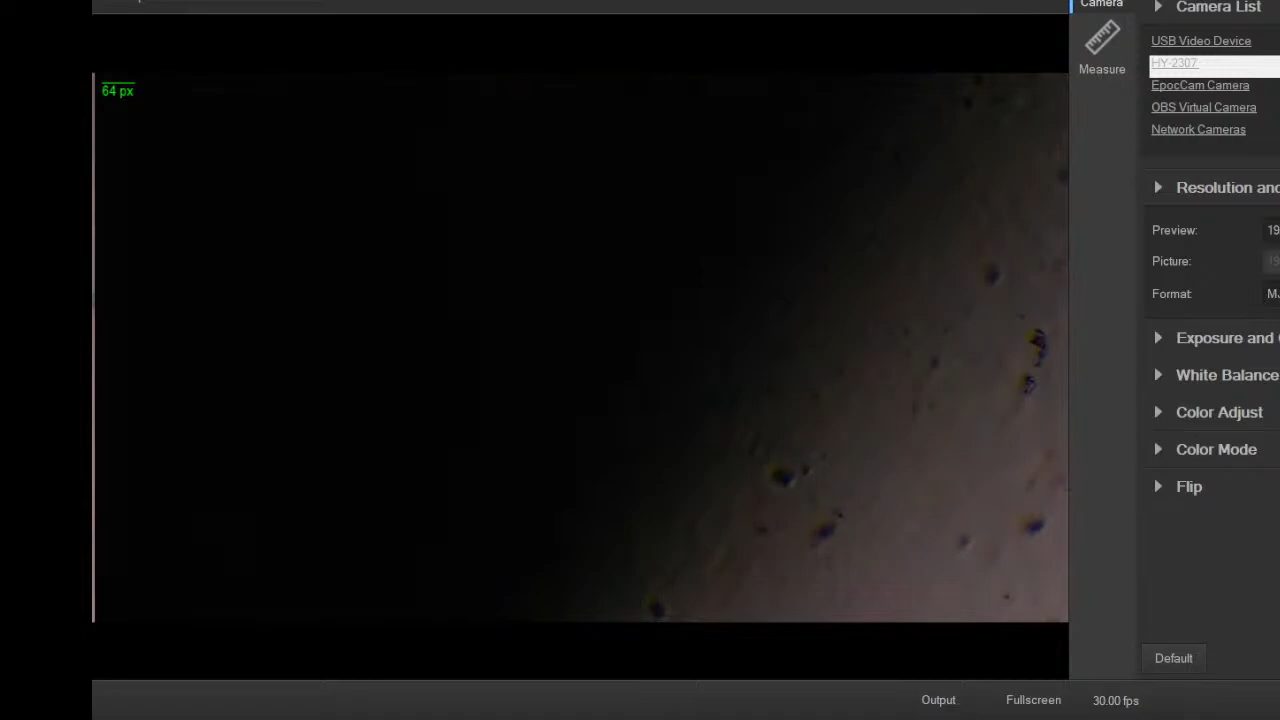 Camera
Camera List
Measure
USB Video Device
HY-2307
EpocCam Camera
OBS Virtual Camera
Network Cameras
64 px
Resolution and
Preview:
19
Picture:
Format:
MJ
Exposure and
White Balance
Color Adjust
Color Mode
Flip
Default
Output
Fullscreen
30.00 fps